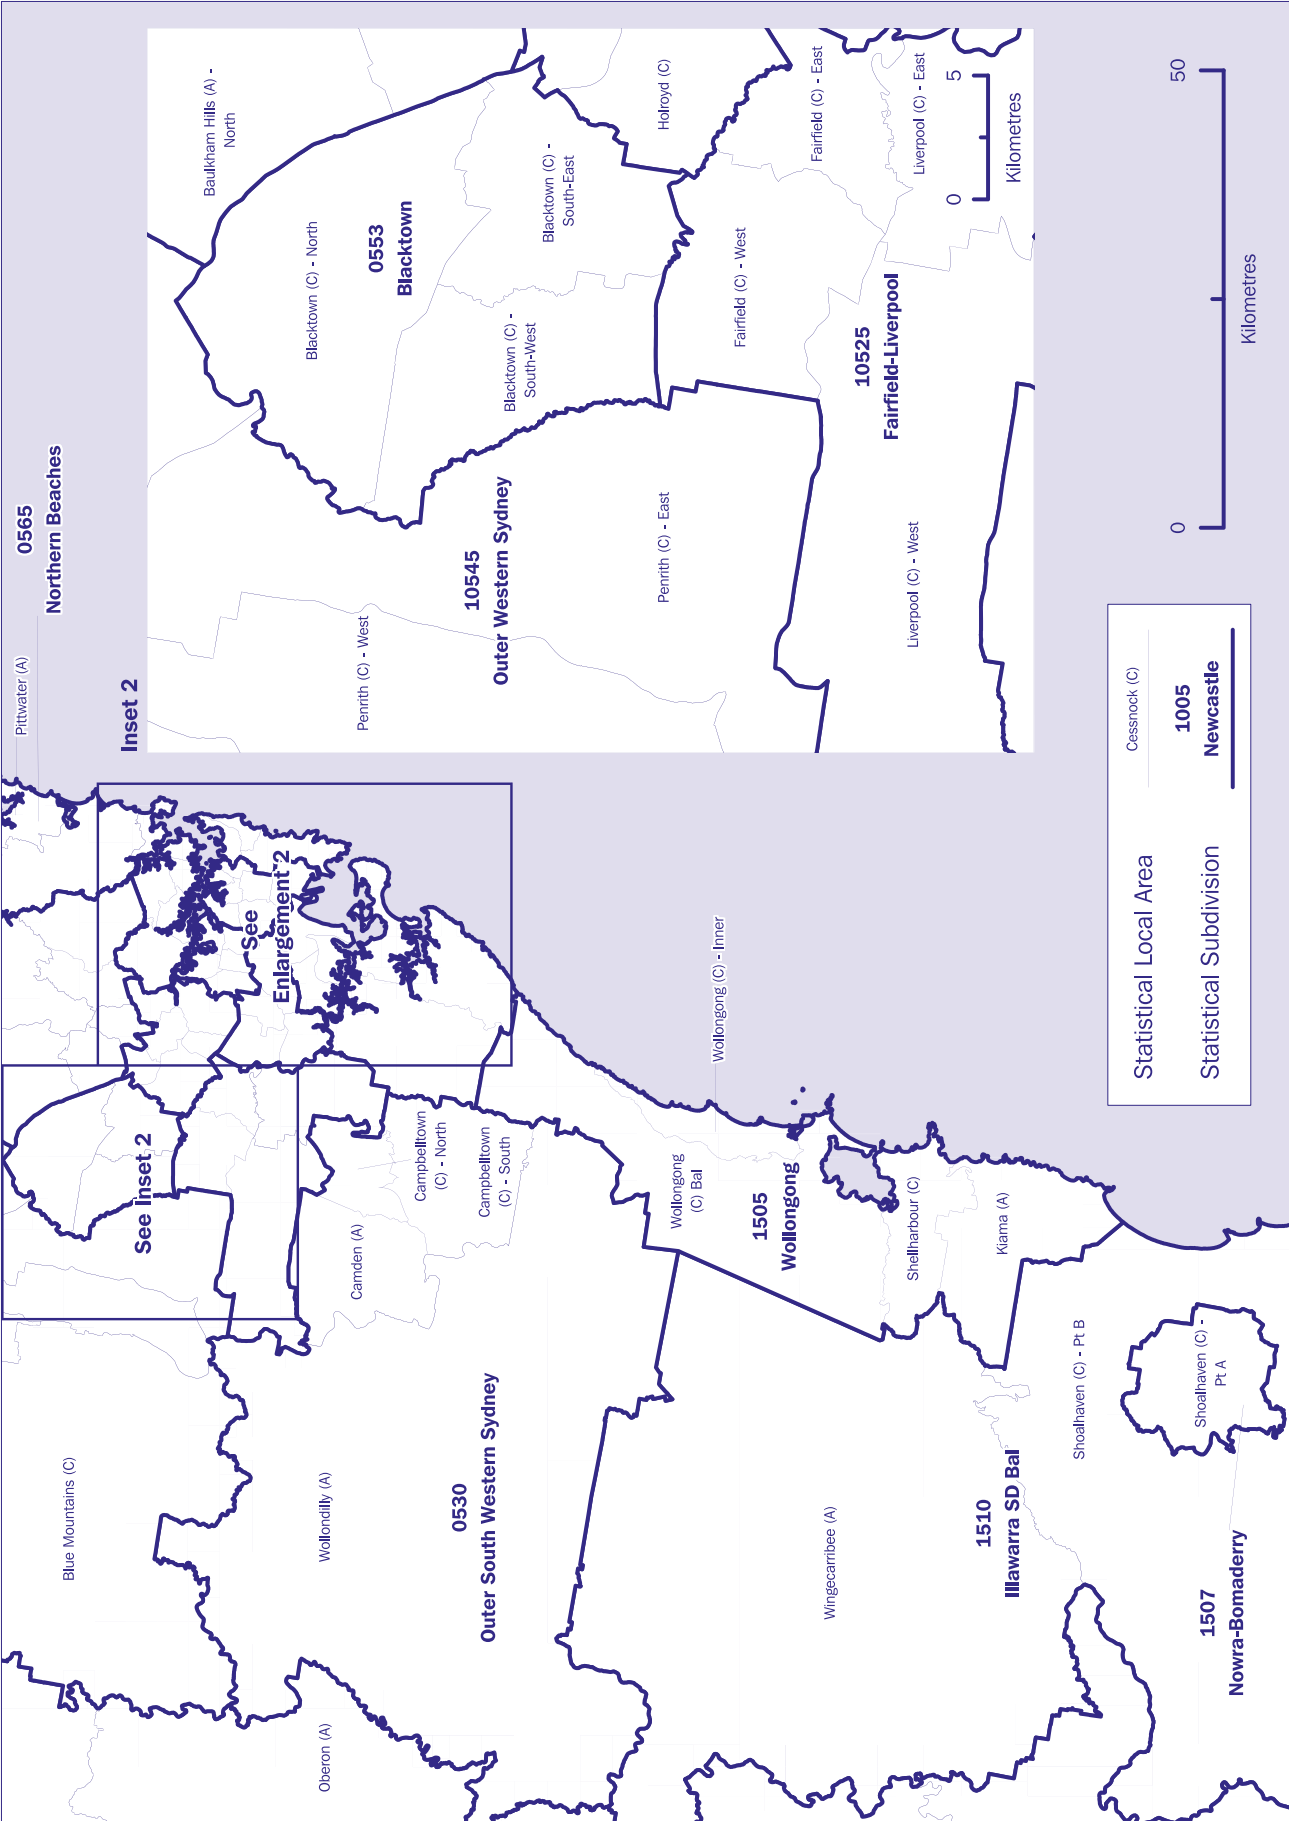 0565
Northern Beaches
Pittwater (A)
Inset 2
Baulkham Hills (A) -
North
Blacktown (C) - North
0553
Blacktown
Blacktown (C) -
South-East
Blacktown (C) -
South-West
Holroyd (C)
Fairfield (C) - East
Liverpool (C) - East
Fairfield (C) - West
10525
Fairfield-Liverpool
10545
Outer Western Sydney
Penrith (C) - East
Penrith (C) - West
Liverpool (C) - West
0
5
Kilometres
See
Enlargement 2
See Inset 2
Campbelltown
(C) - North
Campbelltown
(C) - South
Camden (A)
Wollongong (C) - Inner
Wollongong
(C) Bal
1505
Wollongong
Shellharbour (C)
Kiama (A)
Blue Mountains (C)
Wollondilly (A)
0530
Outer South Western Sydney
Oberon (A)
Wingecarribee (A)
1510
Illawarra SD Bal
Shoalhaven (C) - Pt B
Shoalhaven (C) -
Pt A
1507
Nowra-Bomaderry
Statistical Local Area
Cessnock (C)
Statistical Subdivision
1005
Newcastle
0
50
Kilometres